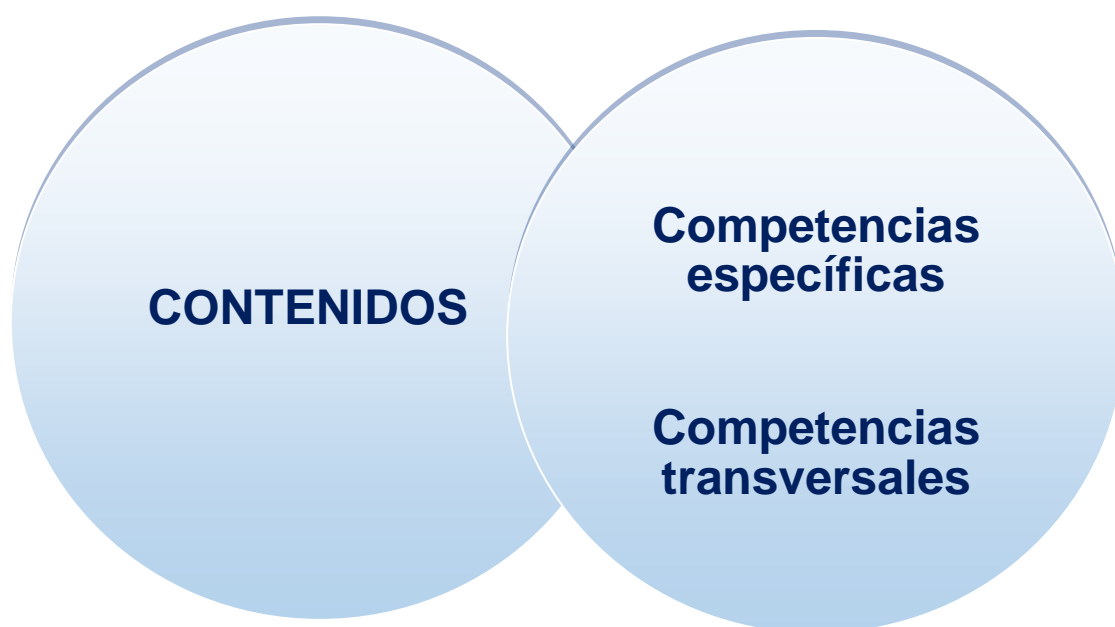 CONTENIDOS
Competencias
específicas
Competencias
transversales